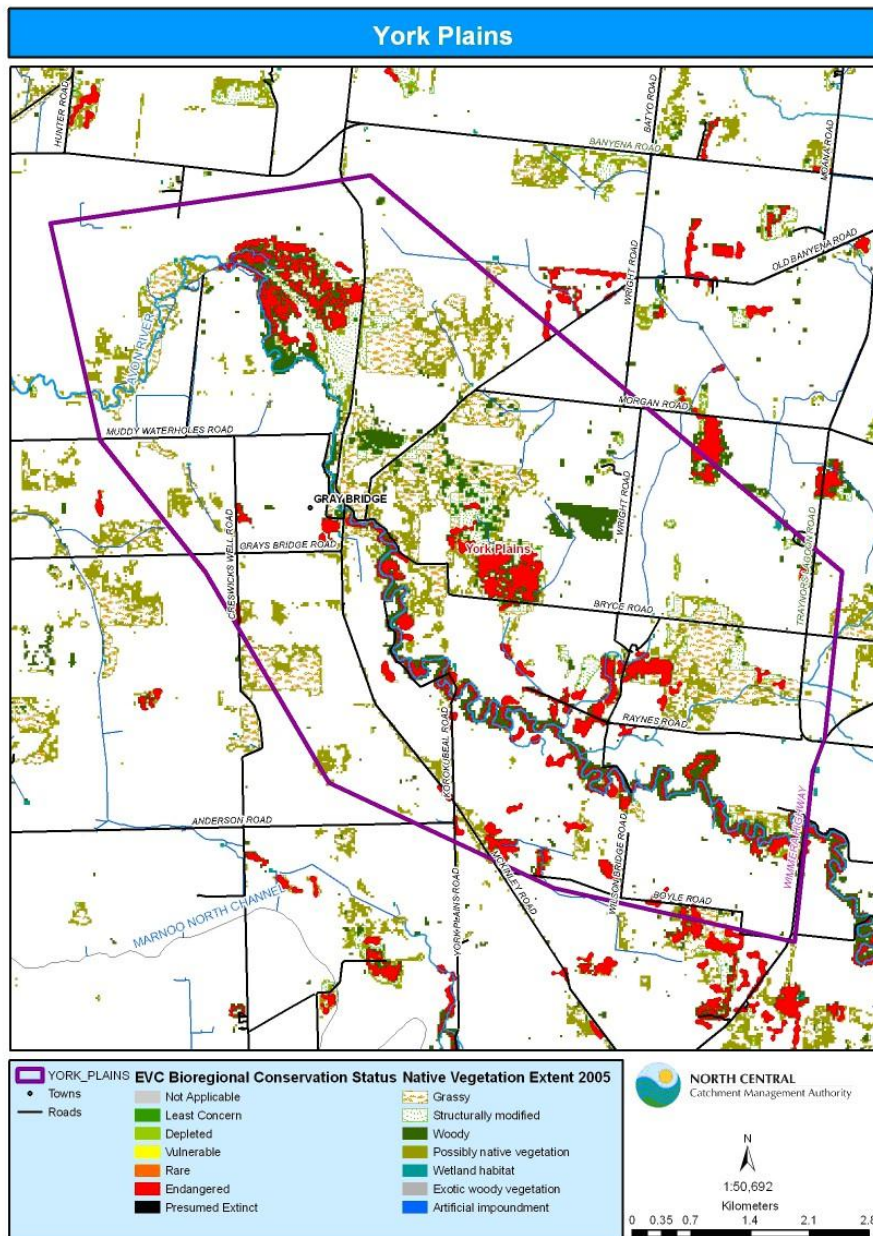 York Plains
HUNTER ROAD
BATYO ROAD
MOANA ROAD
BANYENA ROAD
OLD BANYENA ROAD
WRIGHT ROAD
AVON RIVER
MORGAN ROAD
MUDDY WATERHOLES ROAD
GRAY BRIDGE
WRIGHT ROAD
CRESWICKS WELL ROAD
GRAYS BRIDGE ROAD
York Plains
TRAYNORS LAGOON ROAD
BRYCE ROAD
RAYNES ROAD
KOROKUBEAL ROAD
ANDERSON ROAD
WIMMERA HIGHWAY
WILSON BRIDGE ROAD
MCKINLEY ROAD
BOYLE ROAD
MARNOO NORTH CHANNEL
YORK PLAINS ROAD
YORK_PLAINS
Towns
Roads
EVC Bioregional Conservation Status
Not Applicable
Least Concern
Depleted
Vulnerable
Rare
Endangered
Presumed Extinct
Native Vegetation Extent 2005
Grassy
Structurally modified
Woody
Possibly native vegetation
Wetland habitat
Exotic woody vegetation
Artificial impoundment
NORTH CENTRAL
Catchment Management Authority
N
1:50,692
Kilometers
0 0.35 0.7 1.4 2.1 2.8